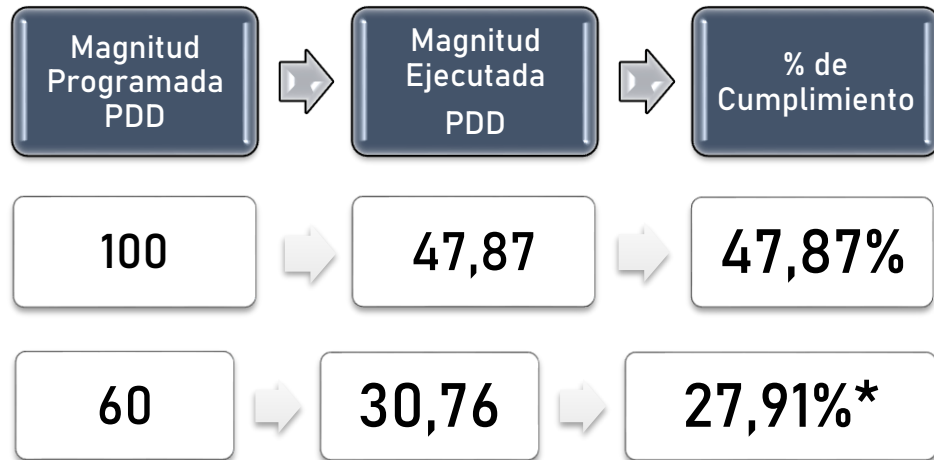 Magnitud
Programada
PDD
Magnitud
Ejecutada
PDD
% de
Cumplimiento
100
47,87
47,87%
60
30,76
27,91%*